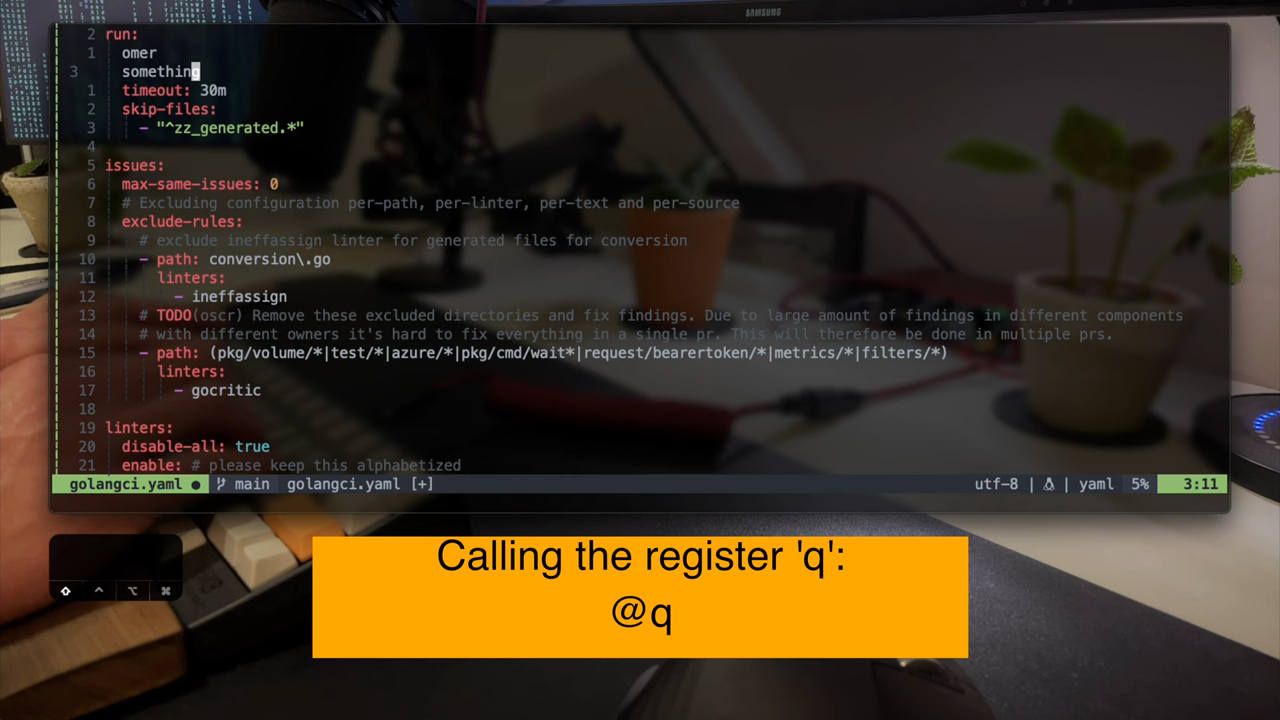 SAMSUNG
2 run:
1 omer
3 something
1 timeout: 30m
2 skip-files:
3 - "^zz_generated.*"
4
5 issues:
6 max-same-issues: 0
7 # Excluding configuration per-path, per-linter, per-text and per-source
8 exclude-rules:
9 # exclude ineffassign linter for generated files for conversion
10 - path: conversion\.go
11 linters:
12 - ineffassign
13 # TODO(oscr) Remove these excluded directories and fix findings. Due to large amount of findings in different components
14 # with different owners it's hard to fix everything in a single pr. This will therefore be done in multiple prs.
15 - path: (pkg/volume/*|test/*|azure/*|pkg/cmd/wait*|request/bearertoken/*|metrics/*|filters/*)
16 linters:
17 - gocritic
18
19 linters:
20 disable-all: true
21 enable: # please keep this alphabetized
golangci.yaml ● main golangci.yaml [+] utf-8 | | yaml 5% 3:11
Calling the register 'q':
@q